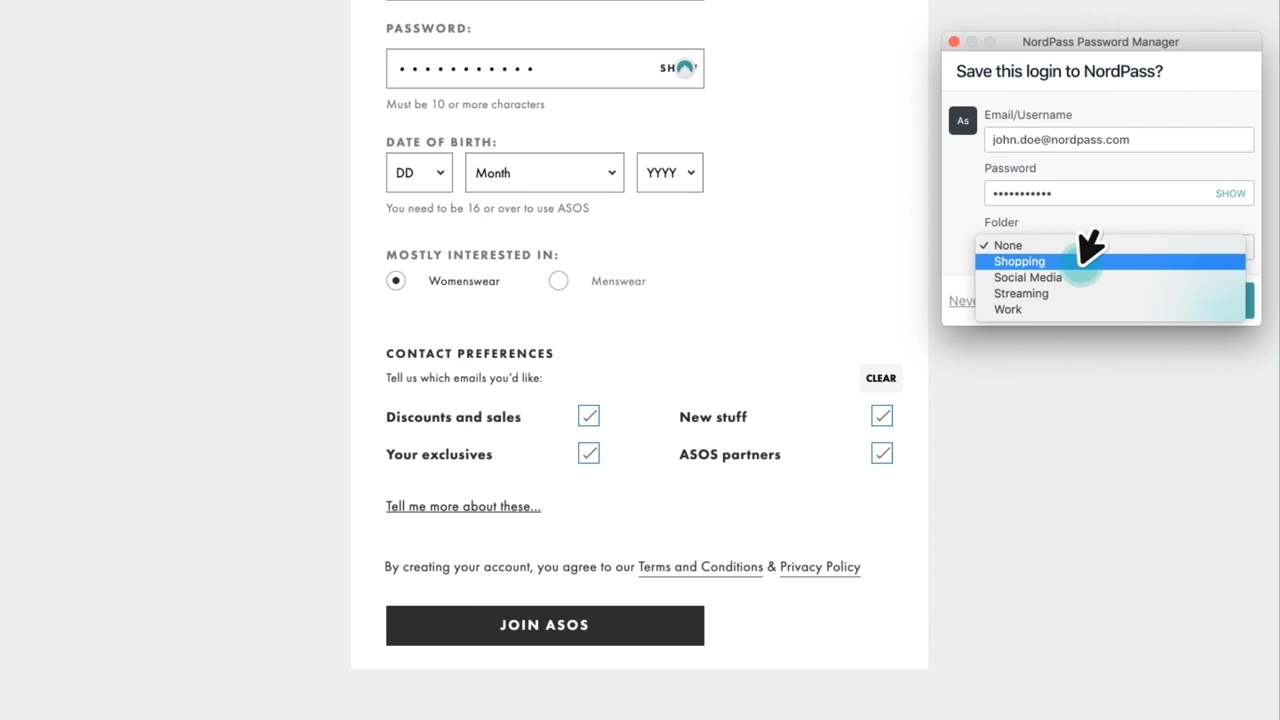 PASSWORD:
Must be 10 or more characters
DATE OF BIRTH:
DD Month YYYY
You need to be 16 or over to use ASOS
MOSTLY INTERESTED IN:
Womenswear Menswear
CONTACT PREFERENCES
Tell us which emails you'd like:
CLEAR
Discounts and sales New stuff
Your exclusives ASOS partners
Tell me more about these...
By creating your account, you agree to our Terms and Conditions & Privacy Policy
JOIN ASOS
NordPass Password Manager
Save this login to NordPass?
As
Email/Username
john.doe@nordpass.com
Password
••••••••••• SHOW
Folder
✓ None
Shopping
Social Media
Streaming
Work